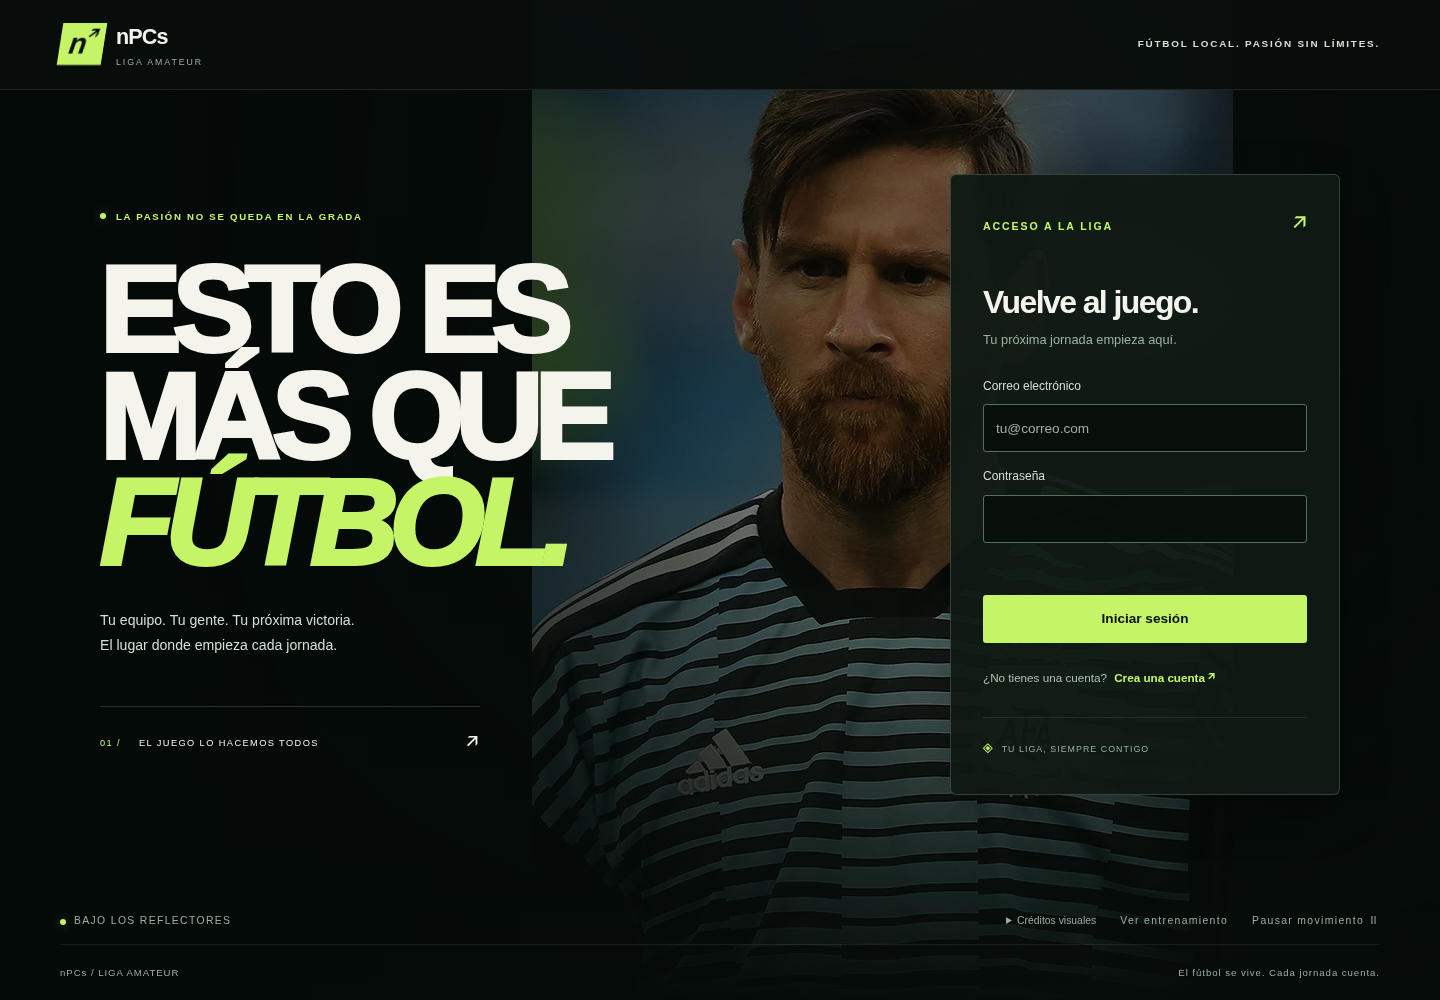 n
nPCs
LIGA AMATEUR
FÚTBOL LOCAL. PASIÓN SIN LÍMITES.
LA PASIÓN NO SE QUEDA EN LA GRADA
ESTO ES
MÁS QUE
FÚTBOL.
Tu equipo. Tu gente. Tu próxima victoria.
El lugar donde empieza cada jornada.
01 / EL JUEGO LO HACEMOS TODOS
ACCESO A LA LIGA
Vuelve al juego.
Tu próxima jornada empieza aquí.
Correo electrónico
tu@correo.com
Contraseña
Iniciar sesión
¿No tienes una cuenta? Crea una cuenta
TU LIGA, SIEMPRE CONTIGO
adidas
AFA
BAJO LOS REFLECTORES
Créditos visuales
Ver entrenamiento
Pausar movimiento
nPCs / LIGA AMATEUR
El fútbol se vive. Cada jornada cuenta.